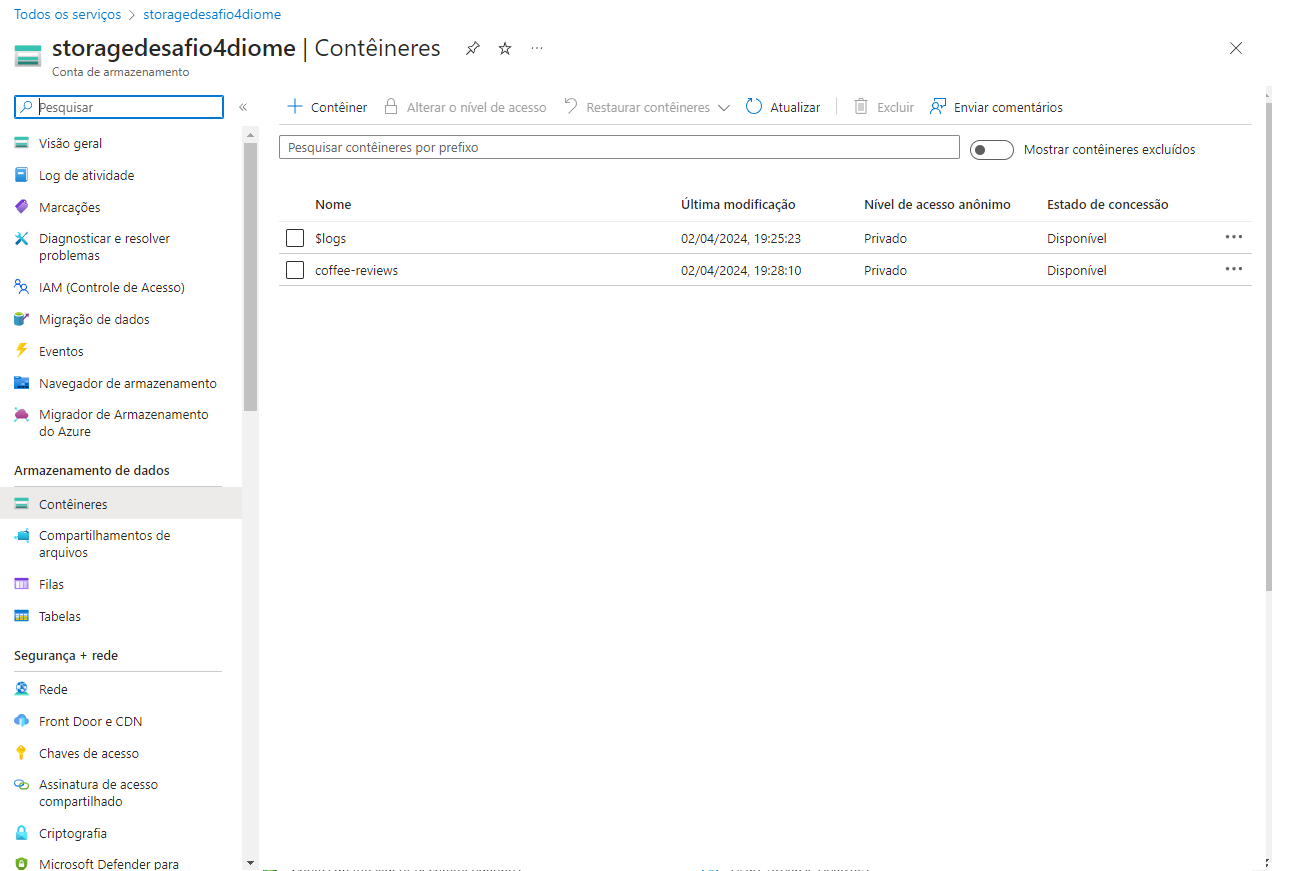 Todos os serviços > storagedesafio4diome
storagedesafio4diome | Contêineres
Conta de armazenamento
Pesquisar
Visão geral
Log de atividade
Marcações
Diagnosticar e resolver
problemas
IAM (Controle de Acesso)
Migração de dados
Eventos
Navegador de armazenamento
Migrador de Armazenamento
do Azure
Armazenamento de dados
Contêineres
Compartilhamentos de
arquivos
Filas
Tabelas
Segurança + rede
Rede
Front Door e CDN
Chaves de acesso
Assinatura de acesso
compartilhado
Criptografia
Microsoft Defender para
Contêiner Alterar o nível de acesso Restaurar contêineres Atualizar Excluir Enviar comentários
Pesquisar contêineres por prefixo Mostrar contêineres excluídos
Nome Última modificação Nível de acesso anônimo Estado de concessão
$logs 02/04/2024, 19:25:23 Privado Disponível
coffee-reviews 02/04/2024, 19:28:10 Privado Disponível